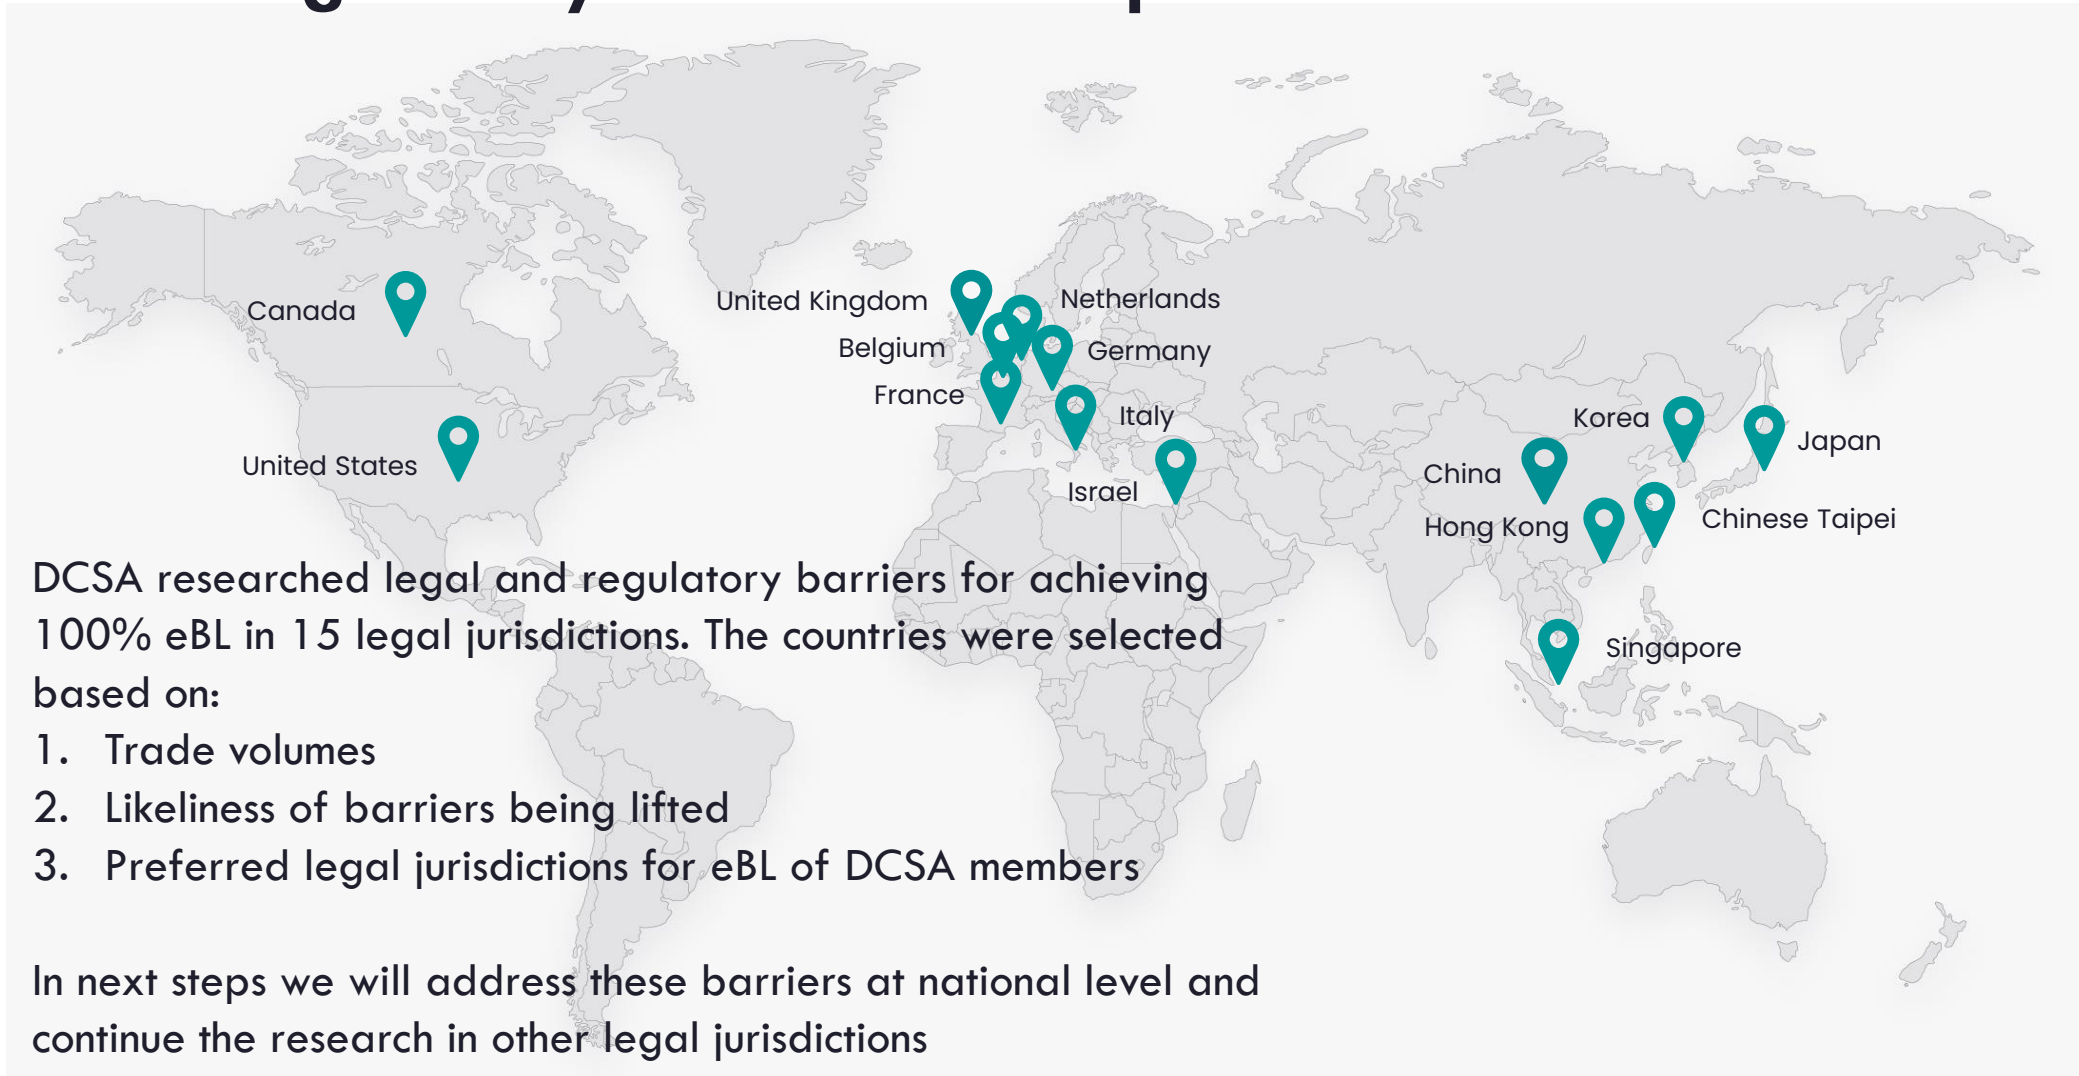 Canada
United Kingdom
Netherlands
Belgium
Germany
France
Italy
Korea
Japan
United States
China
Israel
Hong Kong
Chinese Taipei
Singapore
DCSA researched legal and regulatory barriers for achieving
100% eBL in 15 legal jurisdictions. The countries were selected
based on:
1. Trade volumes
2. Likeliness of barriers being lifted
3. Preferred legal jurisdictions for eBL of DCSA members
In next steps we will address these barriers at national level and
continue the research in other legal jurisdictions